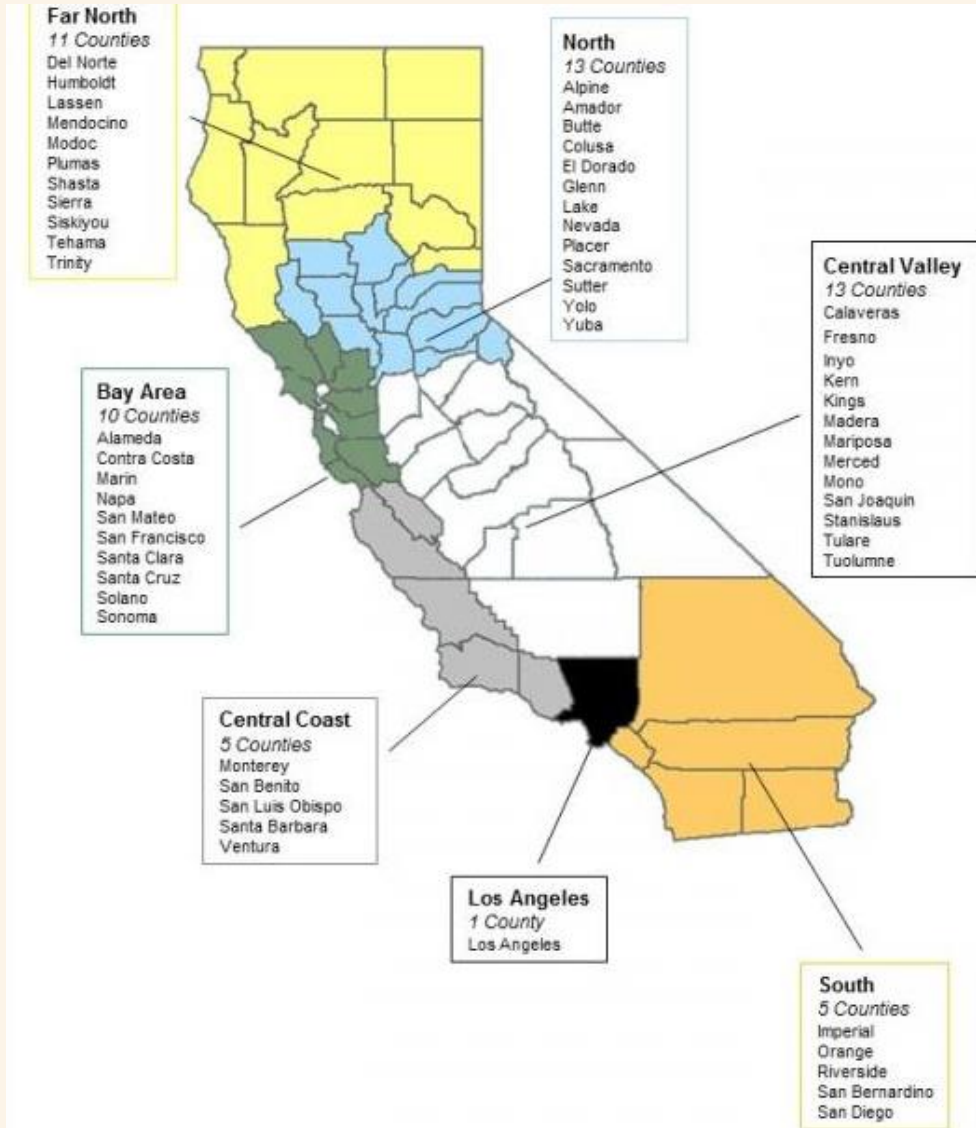 Far North
11 Counties
Del Norte
Humboldt
Lassen
Mendocino
Modoc
Plumas
Shasta
Sierra
Siskiyou
Tehama
Trinity
North
13 Counties
Alpine
Amador
Butte
Colusa
El Dorado
Glenn
Lake
Nevada
Placer
Sacramento
Sutter
Yolo
Yuba
Central Valley
13 Counties
Calaveras
Fresno
Inyo
Kern
Kings
Madera
Mariposa
Merced
Mono
San Joaquin
Stanislaus
Tulare
Tuolumne
Bay Area
10 Counties
Alameda
Contra Costa
Marin
Napa
San Mateo
San Francisco
Santa Clara
Santa Cruz
Solano
Sonoma
Central Coast
5 Counties
Monterey
San Benito
San Luis Obispo
Santa Barbara
Ventura
Los Angeles
1 County
Los Angeles
South
5 Counties
Imperial
Orange
Riverside
San Bernardino
San Diego